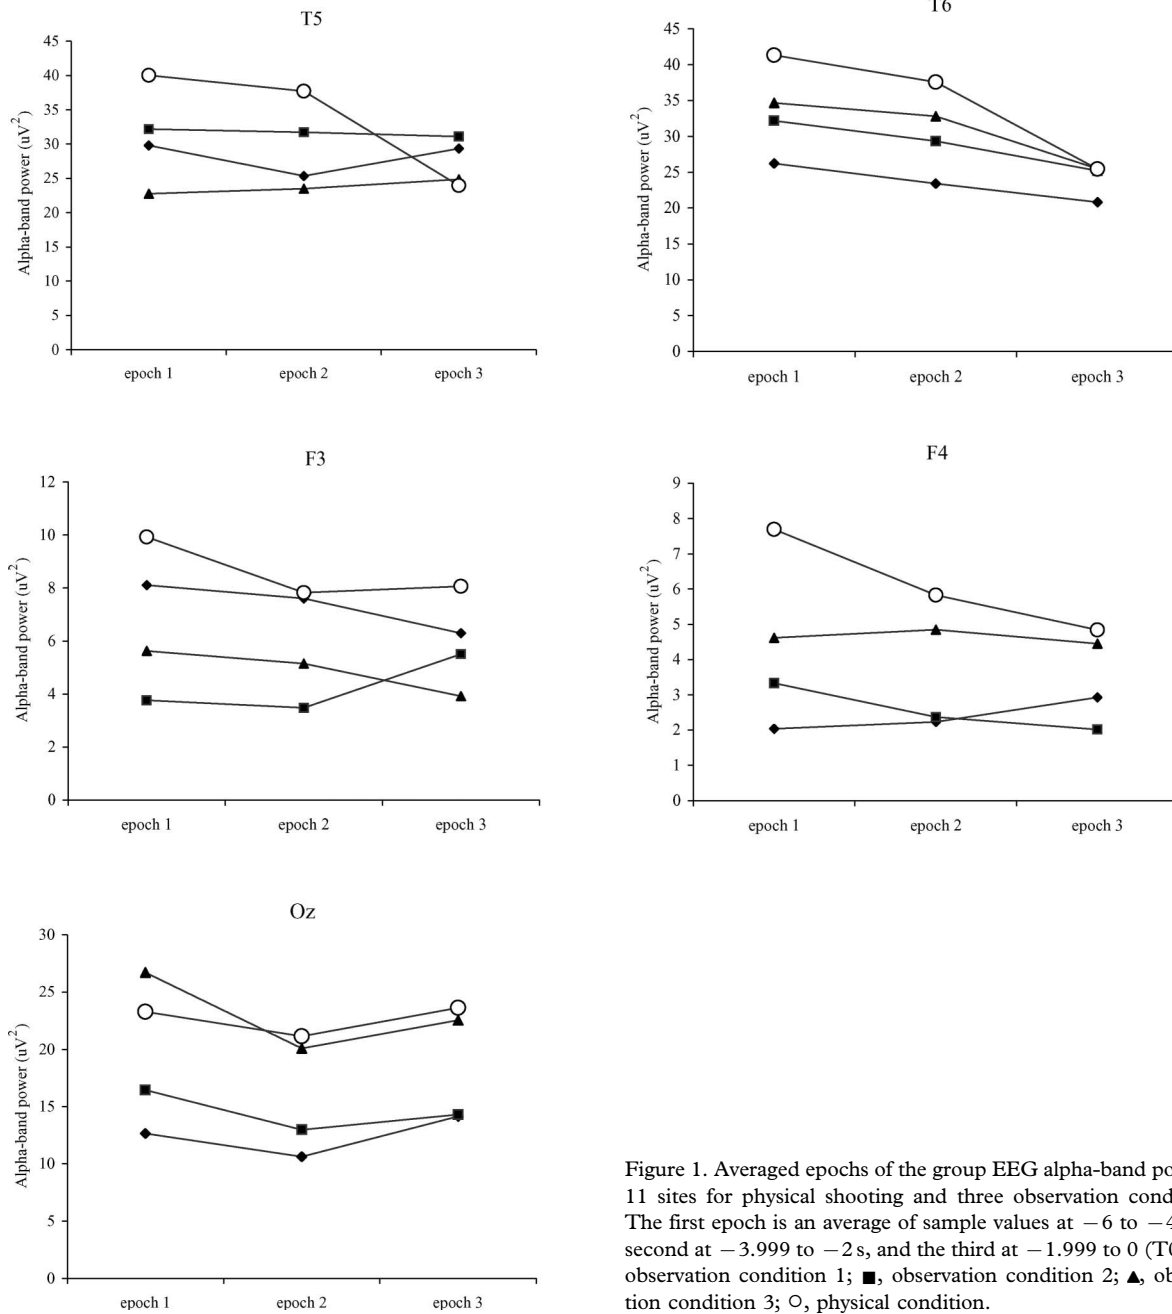 T5
45
40
35
30
25
20
15
10
5
0
Alpha-band power (uV²)
epoch 1 epoch 2 epoch 3
T6
45
40
35
30
25
20
15
10
5
0
Alpha-band power (uV²)
epoch 1 epoch 2 epoch 3
F3
12
10
8
6
4
2
0
Alpha-band power (uV²)
epoch 1 epoch 2 epoch 3
F4
9
8
7
6
5
4
3
2
1
0
Alpha-band power (uV²)
epoch 1 epoch 2 epoch 3
Oz
30
25
20
15
10
5
0
Alpha-band power (uV²)
epoch 1 epoch 2 epoch 3
Figure 1. Averaged epochs of the group EEG alpha-band po
11 sites for physical shooting and three observation cond
The first epoch is an average of sample values at −6 to −4
second at −3.999 to −2 s, and the third at −1.999 to 0 (T0
observation condition 1; ■, observation condition 2; ▲, ob
tion condition 3; ○, physical condition.